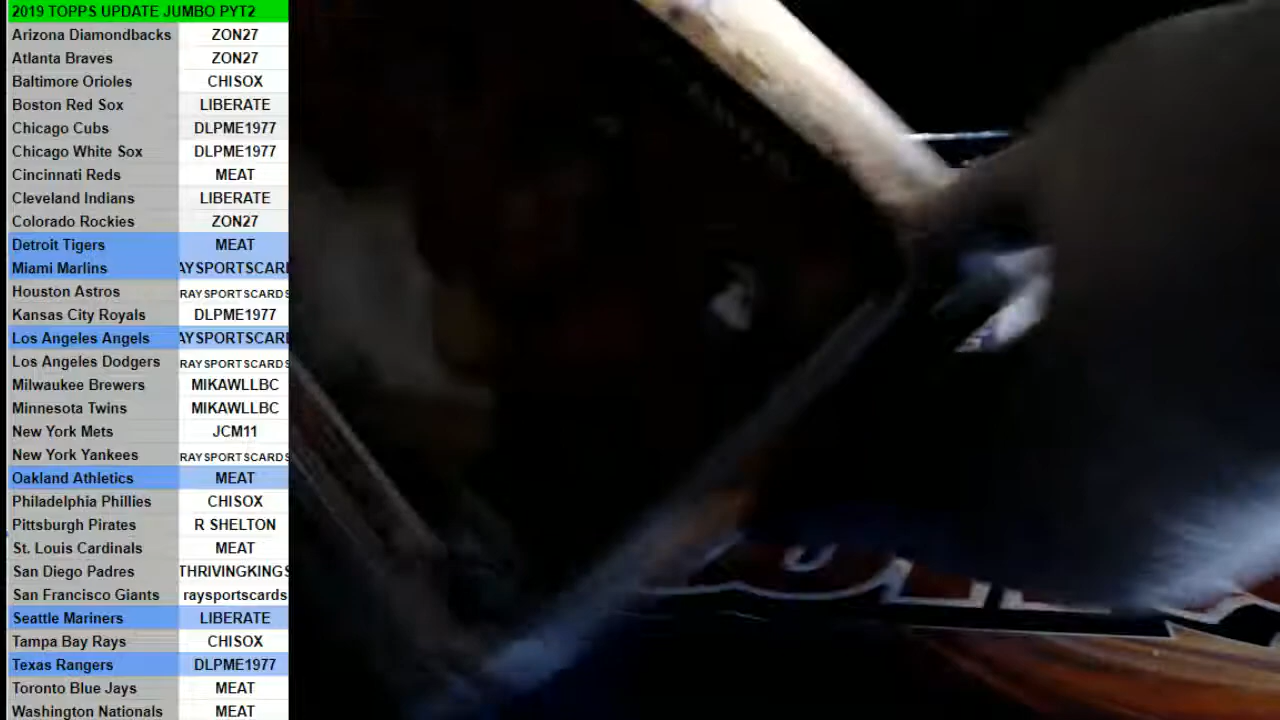 2019 TOPPS UPDATE JUMBO PYT2
Arizona Diamondbacks ZON27
Atlanta Braves ZON27
Baltimore Orioles CHISOX
Boston Red Sox LIBERATE
Chicago Cubs DLPME1977
Chicago White Sox DLPME1977
Cincinnati Reds MEAT
Cleveland Indians LIBERATE
Colorado Rockies ZON27
Detroit Tigers MEAT
Miami Marlins AYSPORTSCARD
Houston Astros RAYSPORTSCARDS
Kansas City Royals DLPME1977
Los Angeles Angels AYSPORTSCARD
Los Angeles Dodgers RAYSPORTSCARDS
Milwaukee Brewers MIKAWLLBC
Minnesota Twins MIKAWLLBC
New York Mets JCM11
New York Yankees RAYSPORTSCARDS
Oakland Athletics MEAT
Philadelphia Phillies CHISOX
Pittsburgh Pirates R SHELTON
St. Louis Cardinals MEAT
San Diego Padres THRIVINGKINGS
San Francisco Giants raysportscards
Seattle Mariners LIBERATE
Tampa Bay Rays CHISOX
Texas Rangers DLPME1977
Toronto Blue Jays MEAT
Washington Nationals MEAT